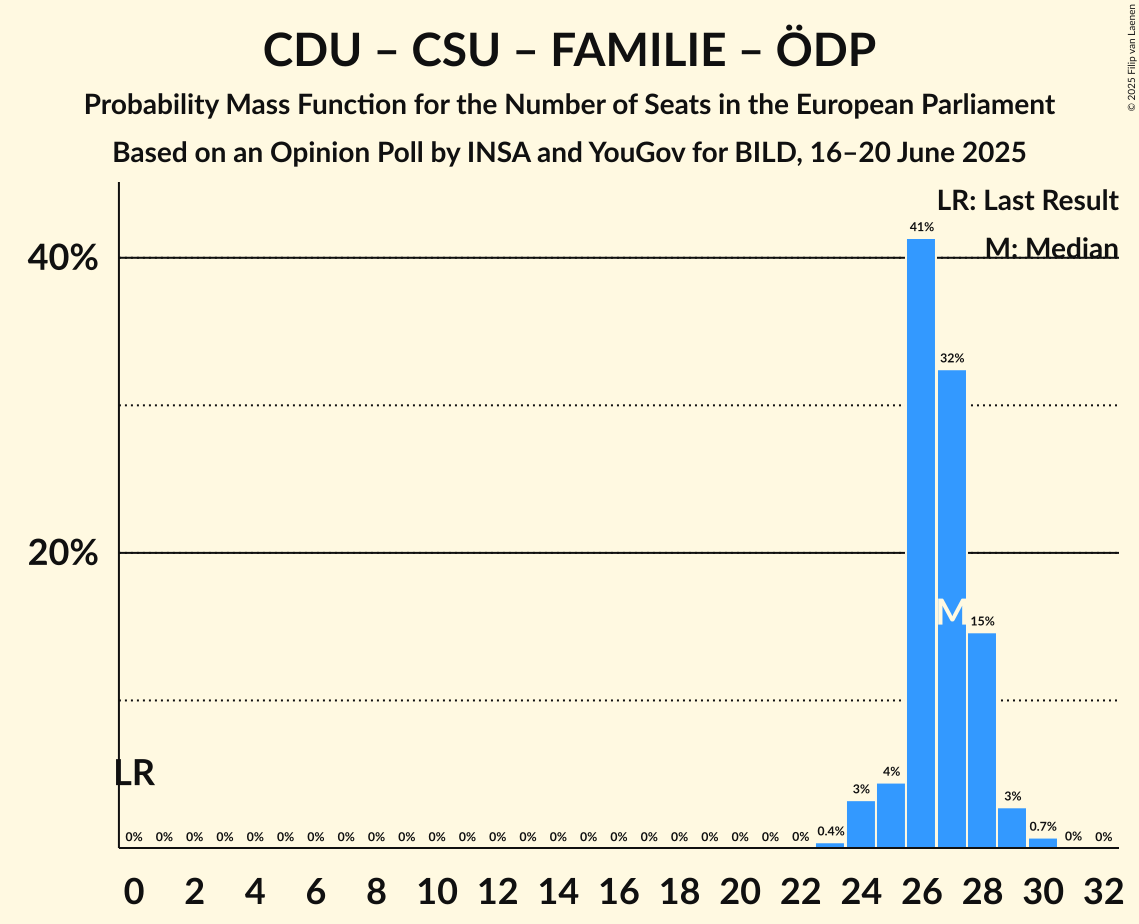 CDU – CSU – FAMILIE – ÖDP
Probability Mass Function for the Number of Seats in the European Parliament
Based on an Opinion Poll by INSA and YouGov for BILD, 16–20 June 2025
© 2025 Filip van Laenen
LR: Last Result
M: Median
41%
40%
32%
20%
M
15%
LR
4%
3%
3%
0.4%
0.7%
0% 0% 0% 0% 0% 0% 0% 0% 0% 0% 0% 0% 0% 0% 0% 0% 0% 0% 0% 0% 0% 0% 0% 0% 0%
0 2 4 6 8 10 12 14 16 18 20 22 24 26 28 30 32